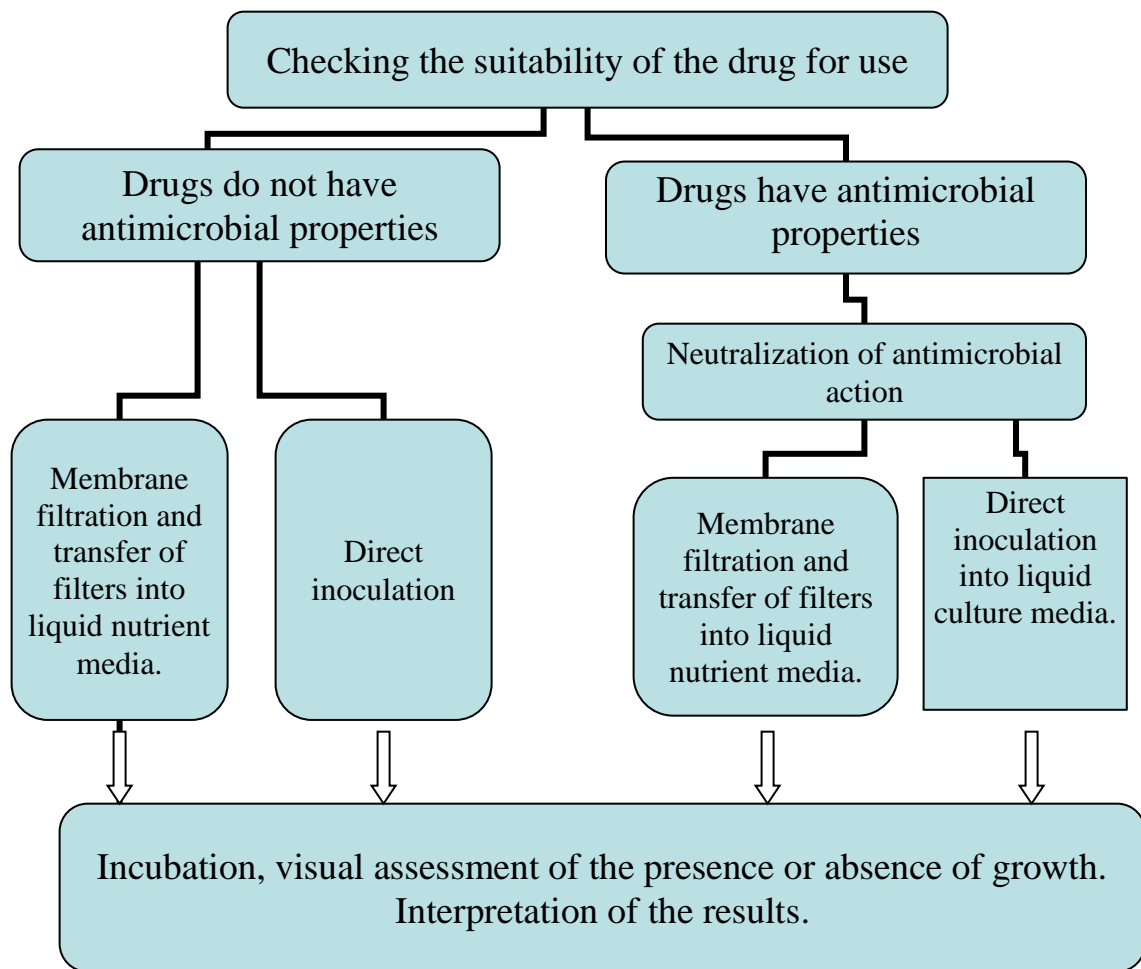 Checking the suitability of the drug for use
Drugs do not have
antimicrobial properties
Drugs have antimicrobial
properties
Neutralization of antimicrobial
action
Membrane
filtration and
transfer of
filters into
liquid nutrient
media.
Direct
inoculation
Membrane
filtration and
transfer of filters
into liquid
nutrient media.
Direct
inoculation
into liquid
culture media.
Incubation, visual assessment of the presence or absence of growth.
Interpretation of the results.